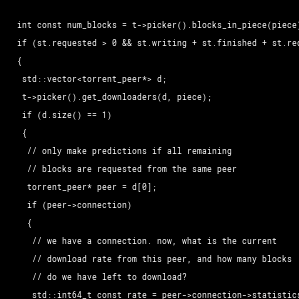 int const num_blocks = t->picker().blocks_in_piece(piece
if (st.requested > 0 && st.writing + st.finished + st.req
{
std::vector<torrent_peer*> d;
t->picker().get_downloaders(d, piece);
if (d.size() == 1)
{
// only make predictions if all remaining
// blocks are requested from the same peer
torrent_peer* peer = d[0];
if (peer->connection)
{
// we have a connection. now, what is the current
// download rate from this peer, and how many blocks
// do we have left to download?
std::int64_t const rate = peer->connection->statistics